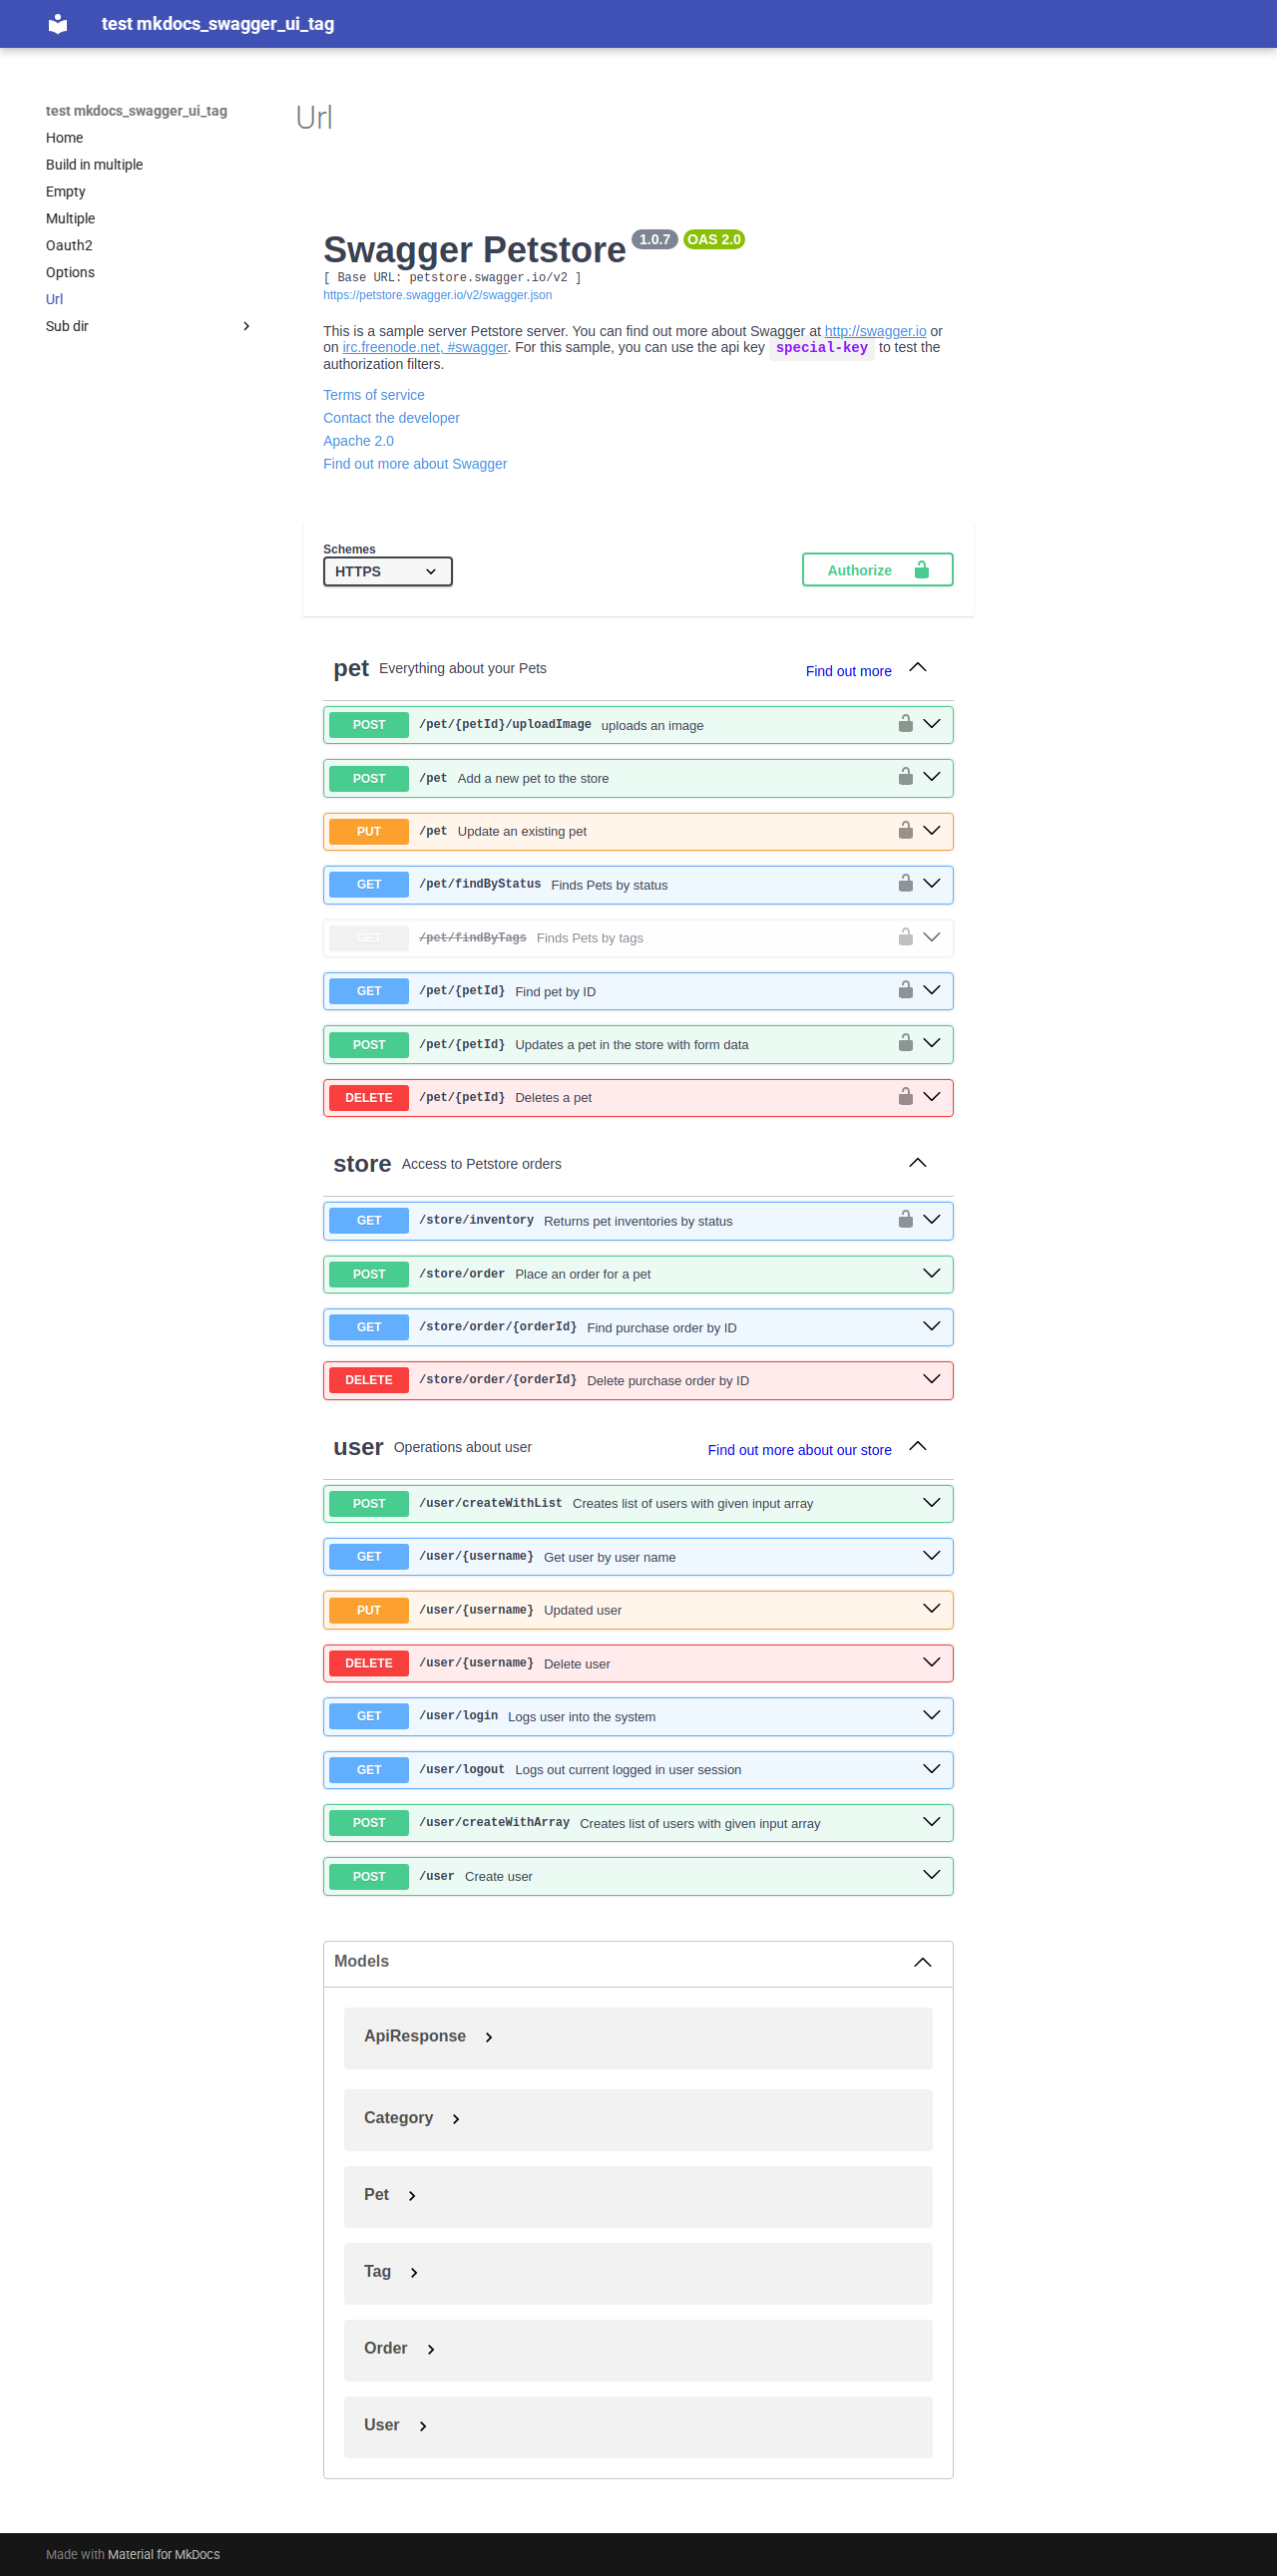 test mkdocs_swagger_ui_tag
test mkdocs_swagger_ui_tag
Home
Build in multiple
Empty
Multiple
Oauth2
Options
Url
Sub dir
Url
Swagger Petstore 1.0.7 OAS 2.0
[ Base URL: petstore.swagger.io/v2 ]
https://petstore.swagger.io/v2/swagger.json
This is a sample server Petstore server. You can find out more about Swagger at http://swagger.io or
on irc.freenode.net, #swagger. For this sample, you can use the api key special-key to test the
authorization filters.
Terms of service
Contact the developer
Apache 2.0
Find out more about Swagger
Schemes
HTTPS
Authorize
pet Everything about your Pets Find out more
POST /pet/{petId}/uploadImage uploads an image
POST /pet Add a new pet to the store
PUT /pet Update an existing pet
GET /pet/findByStatus Finds Pets by status
GET /pet/findByTags Finds Pets by tags
GET /pet/{petId} Find pet by ID
POST /pet/{petId} Updates a pet in the store with form data
DELETE /pet/{petId} Deletes a pet
store Access to Petstore orders
GET /store/inventory Returns pet inventories by status
POST /store/order Place an order for a pet
GET /store/order/{orderId} Find purchase order by ID
DELETE /store/order/{orderId} Delete purchase order by ID
user Operations about user Find out more about our store
POST /user/createWithList Creates list of users with given input array
GET /user/{username} Get user by user name
PUT /user/{username} Updated user
DELETE /user/{username} Delete user
GET /user/login Logs user into the system
GET /user/logout Logs out current logged in user session
POST /user/createWithArray Creates list of users with given input array
POST /user Create user
Models
ApiResponse
Category
Pet
Tag
Order
User
Made with Material for MkDocs